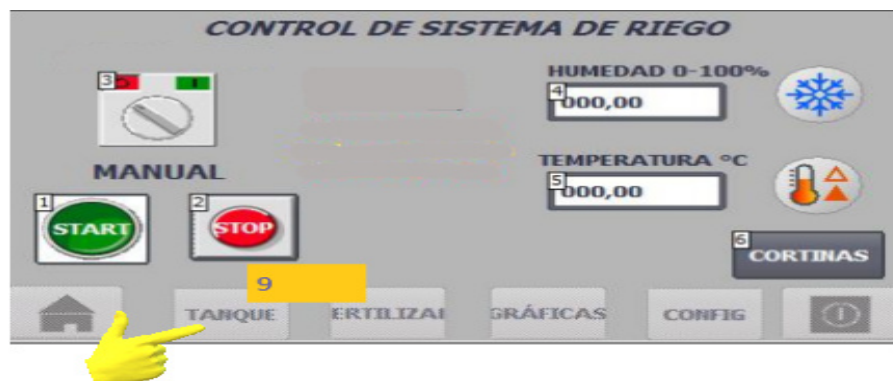 CONTROL DE SISTEMA DE RIEGO
3
HUMEDAD 0-100%
4
000,00
MANUAL
TEMPERATURA °C
5
000,00
1
START
2
STOP
6
CORTINAS
9
TANQUE
ERTILIZA
GRÁFICAS
CONFIG